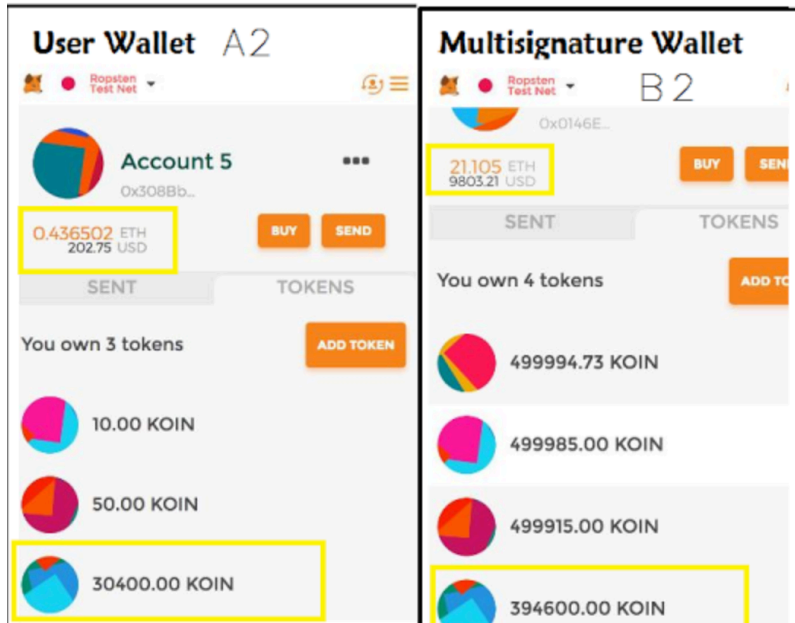 User Wallet A2
Ropsten
Test Net
Account 5
0x308Bb...
0.436502 ETH
202.75 USD
BUY
SEND
SENT
TOKENS
You own 3 tokens
ADD TOKEN
10.00 KOIN
50.00 KOIN
30400.00 KOIN
Multisignature Wallet
B2
Ropsten
Test Net
0x0146E...
21.105 ETH
9803.21 USD
BUY
SEN
SENT
TOKENS
You own 4 tokens
ADD TO
499994.73 KOIN
499985.00 KOIN
499915.00 KOIN
394600.00 KOIN